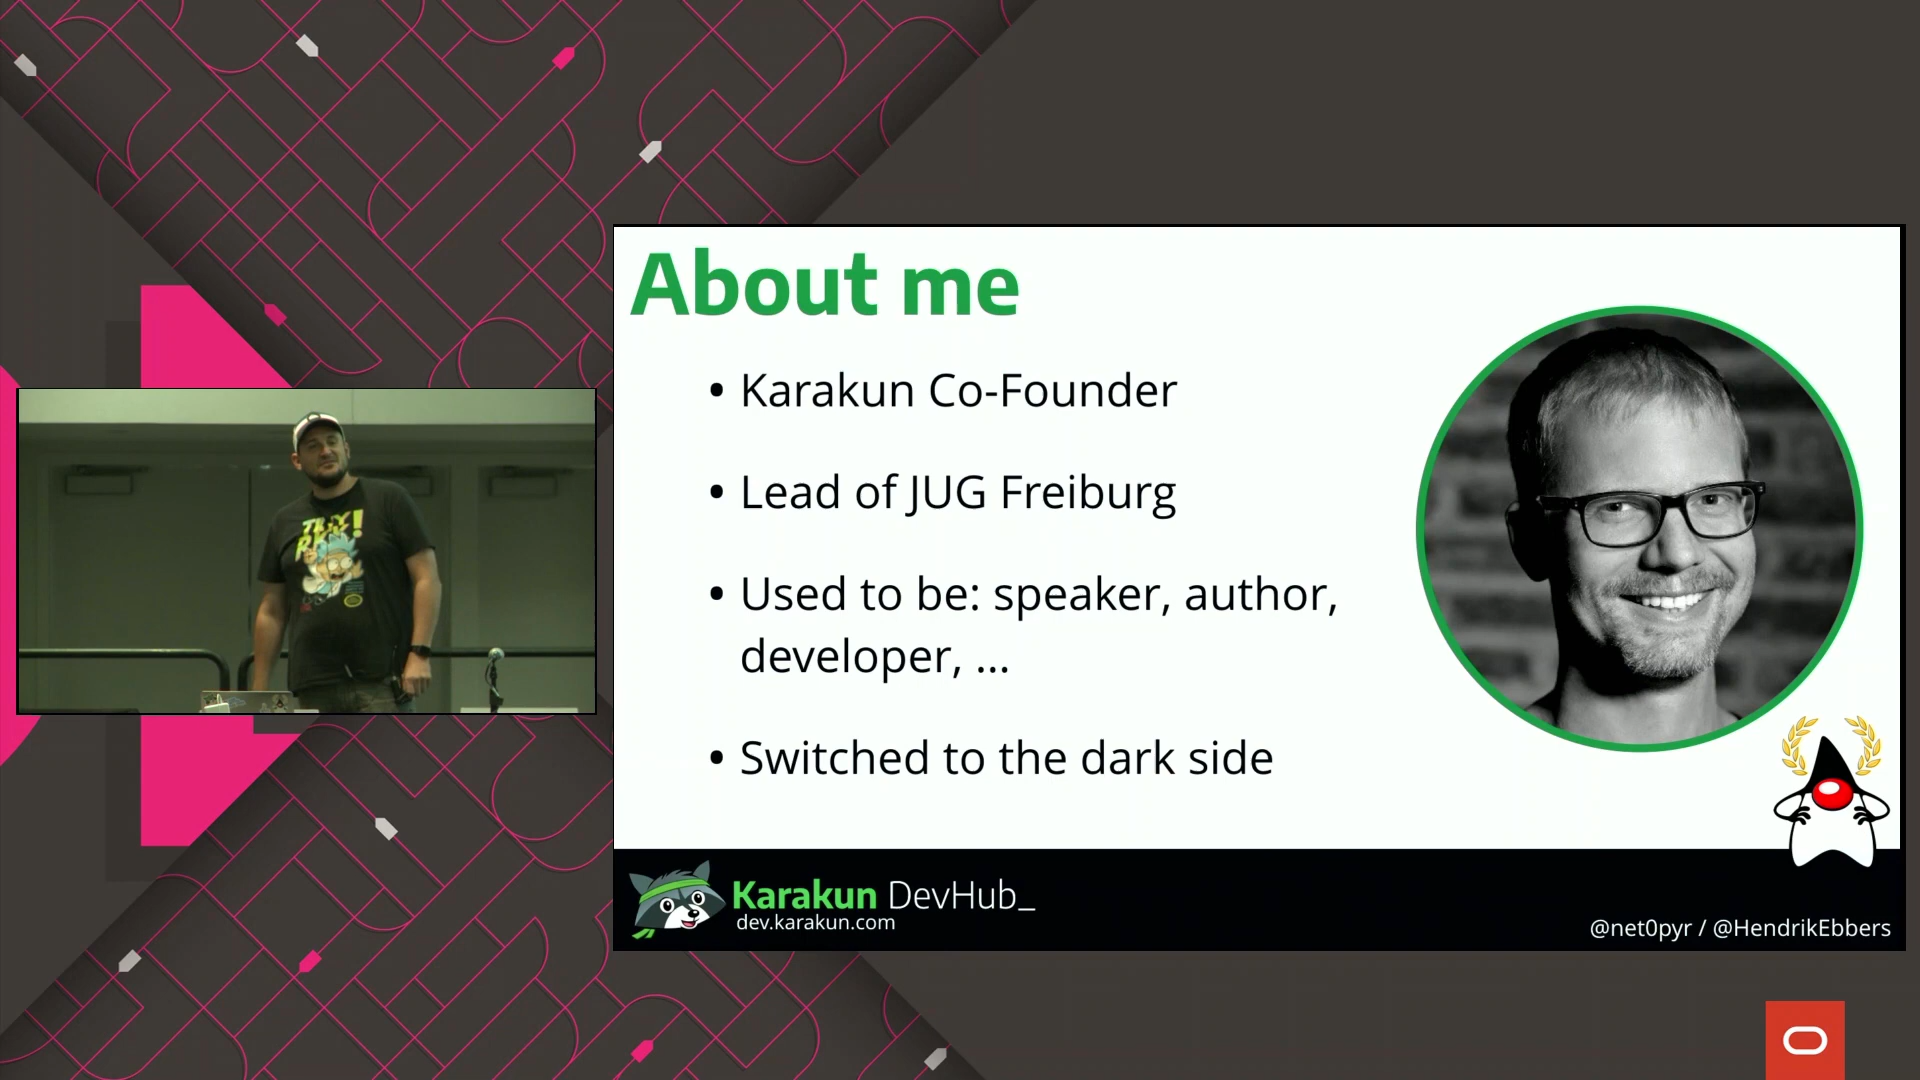 About me
• Karakun Co-Founder
• Lead of JUG Freiburg
• Used to be: speaker, author,
developer, ...
• Switched to the dark side
Karakun DevHub_
dev.karakun.com
@net0pyr / @HendrikEbbers